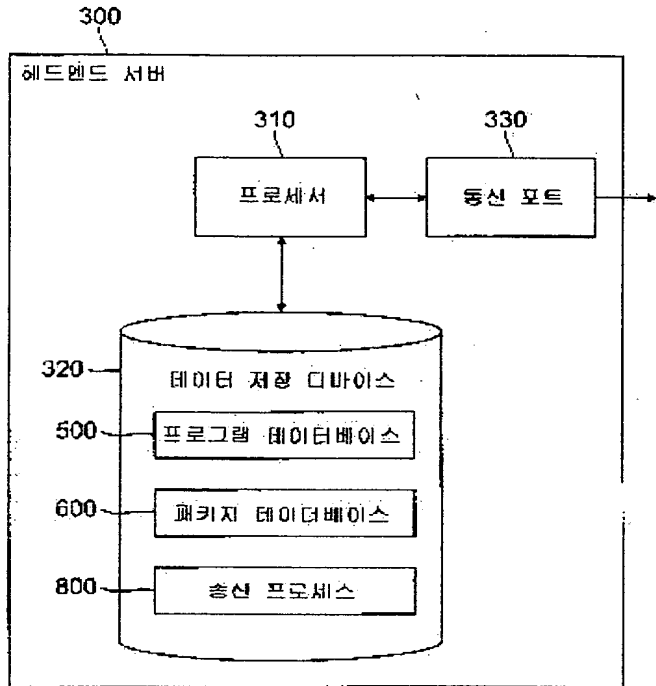 300
헤드엔드 서버
310
330
프로세서
통신 포트
320
데이터 저장 디바이스
500
프로그램 데이터베이스
600
패키지 데이터베이스
800
송신 프로세스